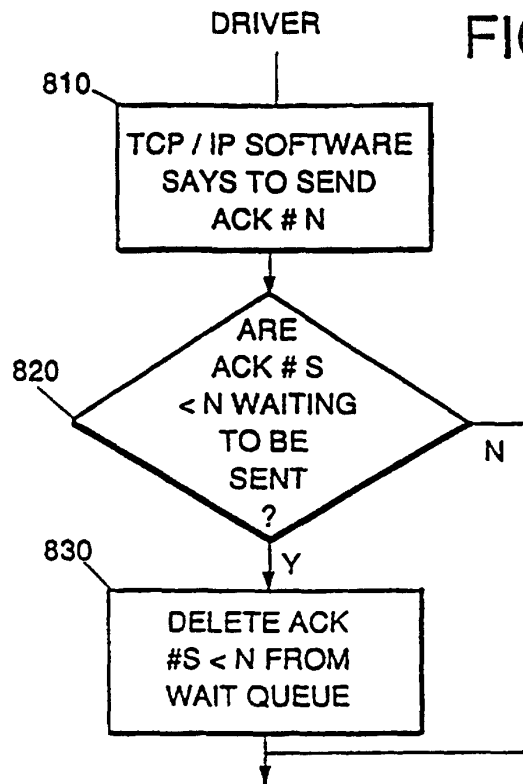 DRIVER
FIG
810
TCP / IP SOFTWARE
SAYS TO SEND
ACK # N
820
ARE
ACK # S
< N WAITING
TO BE
SENT
?
N
Y
830
DELETE ACK
#S < N FROM
WAIT QUEUE